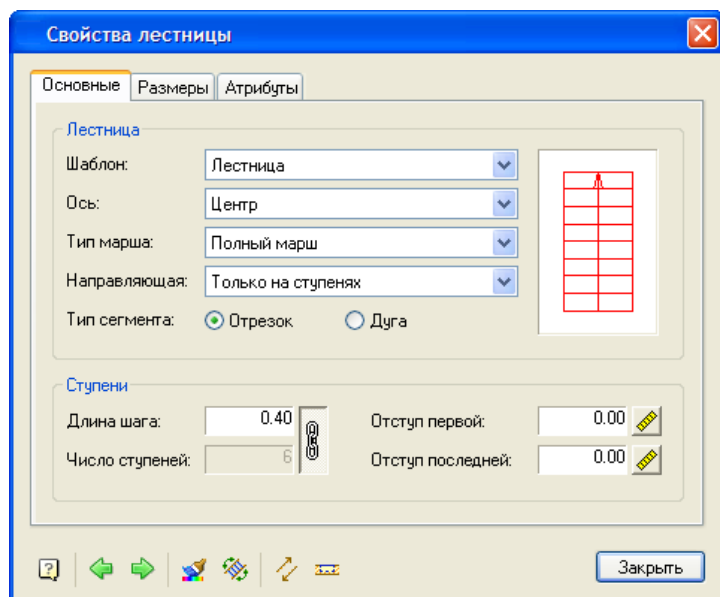 Свойства лестницы
Основные Размеры Атрибуты
Лестница
Шаблон: Лестница
Ось: Центр
Тип марша: Полный марш
Направляющая: Только на ступенях
Тип сегмента: Отрезок Дуга
Ступени
Длина шага: 0.40 Отступ первой: 0.00
Число ступеней: 6 Отступ последней: 0.00
Закрыть